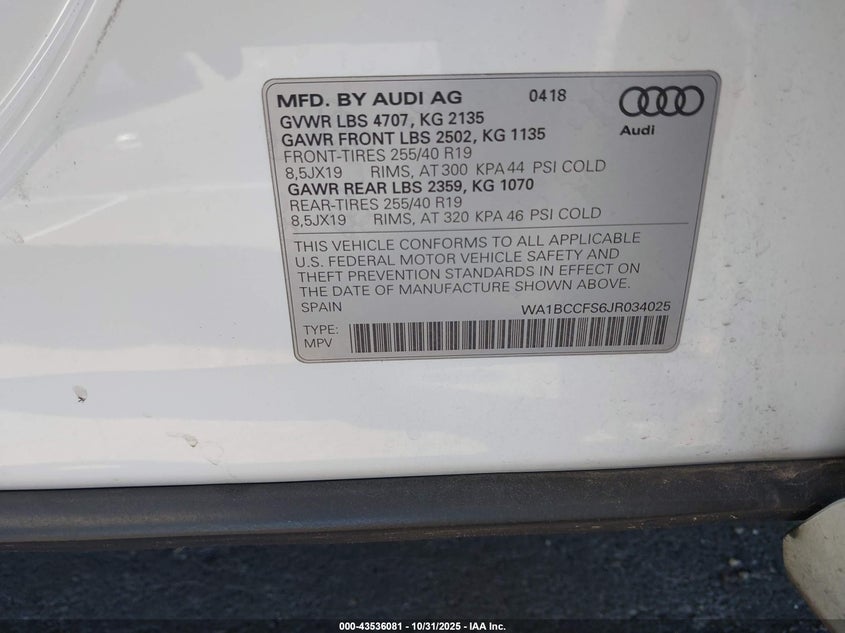 MFD. BY AUDI AG 0418
GVWR LBS 4707, KG 2135
GAWR FRONT LBS 2502, KG 1135
Audi
FRONT-TIRES 255/40 R19
8,5JX19 RIMS, AT 300 KPA 44 PSI COLD
GAWR REAR LBS 2359, KG 1070
REAR-TIRES 255/40 R19
8,5JX19 RIMS, AT 320 KPA 46 PSI COLD
THIS VEHICLE CONFORMS TO ALL APPLICABLE
U.S. FEDERAL MOTOR VEHICLE SAFETY AND
THEFT PREVENTION STANDARDS IN EFFECT ON
THE DATE OF MANUFACTURE SHOWN ABOVE.
SPAIN WA1BCCFS6JR034025
TYPE:
MPV
000-43536081 - 10/31/2025 - IAA Inc.